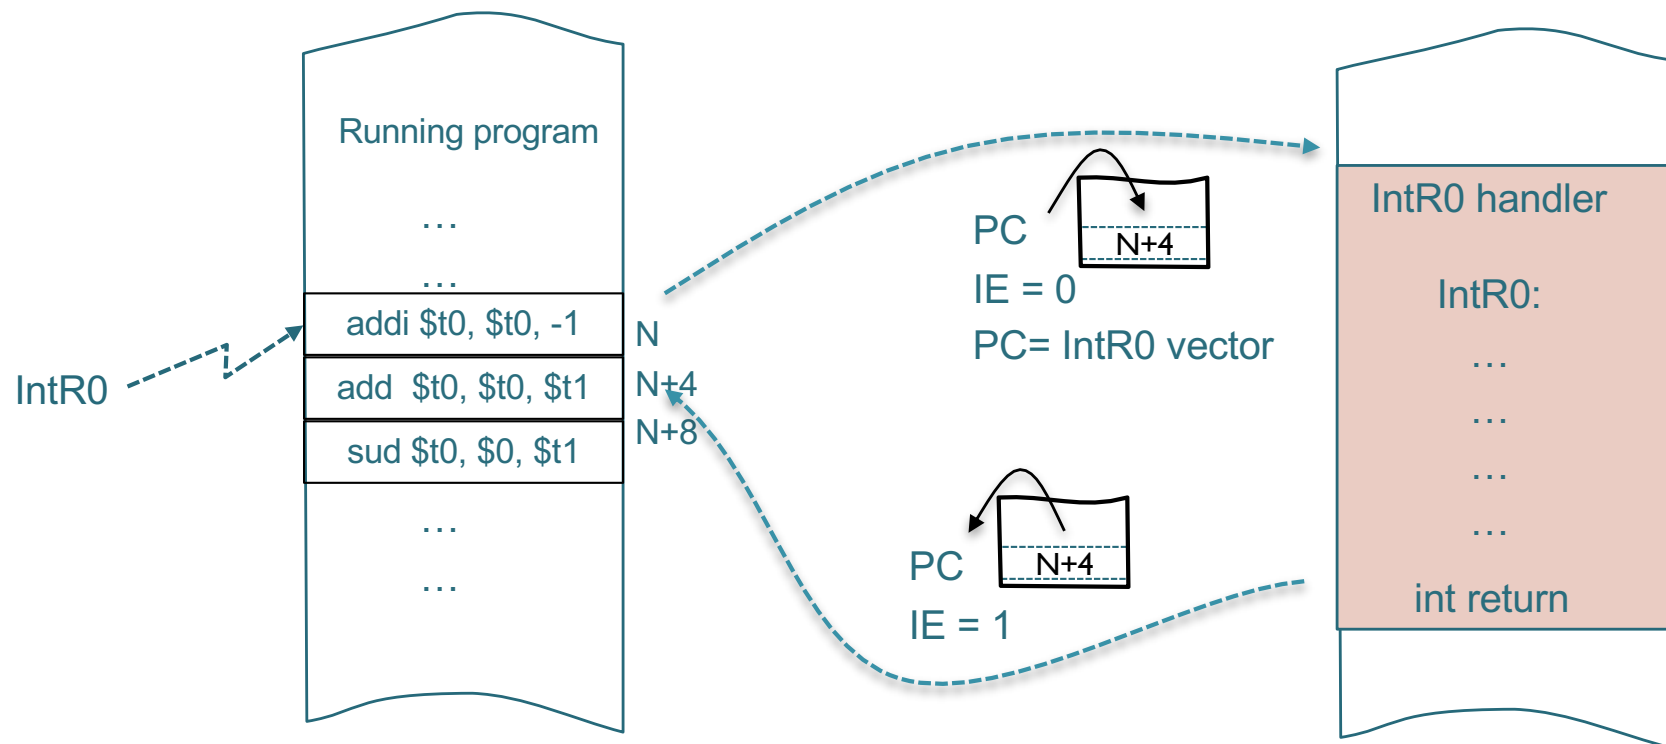 Running program
…
…
IntR0
addi $t0, $t0, -1
N
add $t0, $t0, $t1
N+4
sud $t0, $0, $t1
N+8
…
…
PC
N+4
IE = 0
PC= IntR0 vector
PC
N+4
IE = 1
IntR0 handler
IntR0:
…
…
…
…
int return